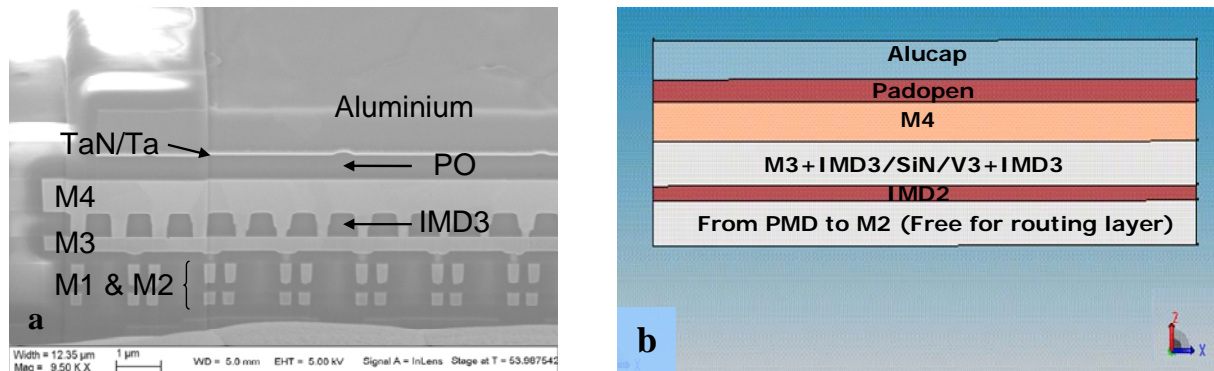 Aluminium
TaN/Ta
PO
M4
IMD3
M3
M1 & M2
a
Width = 12.35 µm
Mag = 9.50 K X
1 µm
WD = 5.0 mm
EHT = 5.00 kV
Signal A = InLens
Stage at T = 53.987542
Alucap
Padopen
M4
M3+IMD3/SiN/V3+IMD3
IMD2
From PMD to M2 (Free for routing layer)
b
Z
X